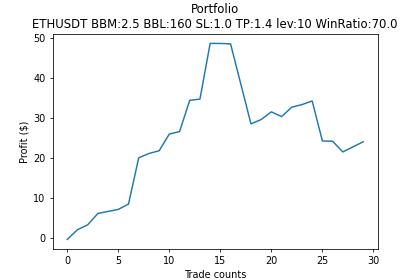 Portfolio
ETHUSDT BBM:2.5 BBL:160 SL:1.0 TP:1.4 lev:10 WinRatio:70.0
Profit ($)
50
40
30
20
10
0
0 5 10 15 20 25 30
Trade counts